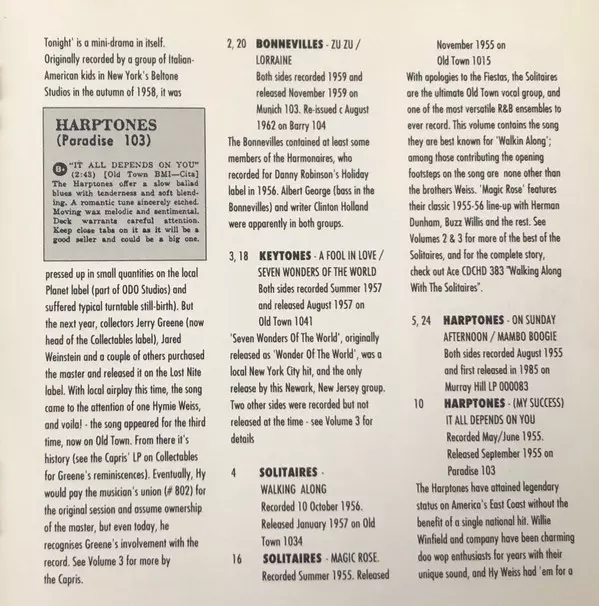 Tonight' is a mini-drama in itself.
Originally recorded by a group of Italian-
American kids in New York's Beltone
Studios in the autumn of 1958, it was
HARPTONES
(Paradise 103)
B+ "IT ALL DEPENDS ON YOU"
(2:43) [Old Town BMI—Cita]
The Harptones offer a slow ballad
blues with tenderness and soft blend-
ing. A romantic tune sincerely etched.
Moving wax melodic and sentimental.
Deck warrants careful attention.
Keep close tabs on it as it will be a
good seller and could be a big one.
pressed up in small quantities on the local
Planet label (part of ODO Studios) and
suffered typical turntable still-birth). But
the next year, collectors Jerry Greene (now
head of the Collectables label), Jared
Weinstein and a couple of others purchased
the master and released it on the Lost Nite
label. With local airplay this time, the song
came to the attention of one Hymie Weiss,
and voila! - the song appeared for the third
time, now on Old Town. From there it's
history (see the Capris' LP on Collectables
for Greene's reminiscences). Eventually, Hy
would pay the musician's union (# 802) for
the original session and assume ownership
of the master, but even today, he
recognises Greene's involvement with the
record. See Volume 3 for more by
the Capris.
2, 20 BONNEVILLES - ZU ZU /
LORRAINE
Both sides recorded 1959 and
released November 1959 on
Munich 103. Re-issued c August
1962 on Barry 104
The Bonnevilles contained at least some
members of the Harmonaires, who
recorded for Danny Robinson's Holiday
label in 1956. Albert George (bass in the
Bonnevilles) and writer Clinton Holland
were apparently in both groups.
3, 18 KEYTONES - A FOOL IN LOVE /
SEVEN WONDERS OF THE WORLD
Both sides recorded Summer 1957
and released August 1957 on
Old Town 1041
'Seven Wonders Of The World', originally
released as 'Wonder Of The World', was a
local New York City hit, and the only
release by this Newark, New Jersey group.
Two other sides were recorded but not
released at the time - see Volume 3 for
details
4 SOLITAIRES -
WALKING ALONG
Recorded 10 October 1956.
Released January 1957 on Old
Town 1034
16 SOLITAIRES - MAGIC ROSE.
Recorded Summer 1955. Released
November 1955 on
Old Town 1015
With apologies to the Fiestas, the Solitaires
are the ultimate Old Town vocal group, and
one of the most versatile R&B ensembles to
ever record. This volume contains the song
they are best known for 'Walkin Along';
among those contributing the opening
footsteps on the song are none other than
the brothers Weiss. 'Magic Rose' features
their classic 1955-56 line-up with Herman
Dunham, Buzz Willis and the rest. See
Volumes 2 & 3 for more of the best of the
Solitaires, and for the complete story,
check out Ace CDCHD 383 "Walking Along
With The Solitaires".
5, 24 HARPTONES - ON SUNDAY
AFTERNOON / MAMBO BOOGIE
Both sides recorded August 1955
and first released in 1985 on
Murray Hill LP 000083
10 HARPTONES - (MY SUCCESS)
IT ALL DEPENDS ON YOU
Recorded May/June 1955.
Released September 1955 on
Paradise 103
The Harptones have attained legendary
status on America's East Coast without the
benefit of a single national hit. Willie
Winfield and company have been charming
doo wop enthusiasts for years with their
unique sound, and Hy Weiss had 'em for a